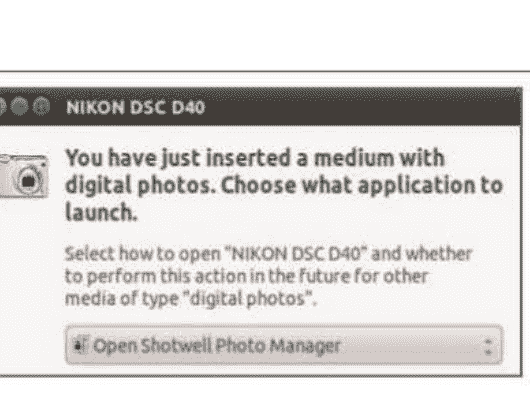 NIKON DSC D40
You have just inserted a medium with
digital photos. Choose what application to
launch.
Select how to open "NIKON DSC D40" and whether
to perform this action in the future for other
media of type "digital photos".
Open Shotwell Photo Manager